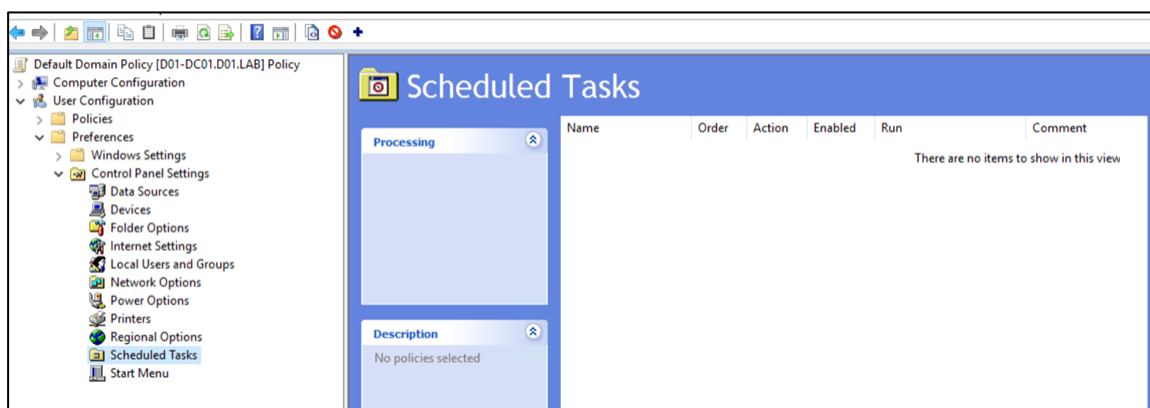 Default Domain Policy [D01-DC01.D01.LAB] Policy
Computer Configuration
User Configuration
Policies
Preferences
Windows Settings
Control Panel Settings
Data Sources
Devices
Folder Options
Internet Settings
Local Users and Groups
Network Options
Power Options
Printers
Regional Options
Scheduled Tasks
Start Menu
Scheduled Tasks
Processing
Description
No policies selected
Name Order Action Enabled Run Comment
There are no items to show in this view